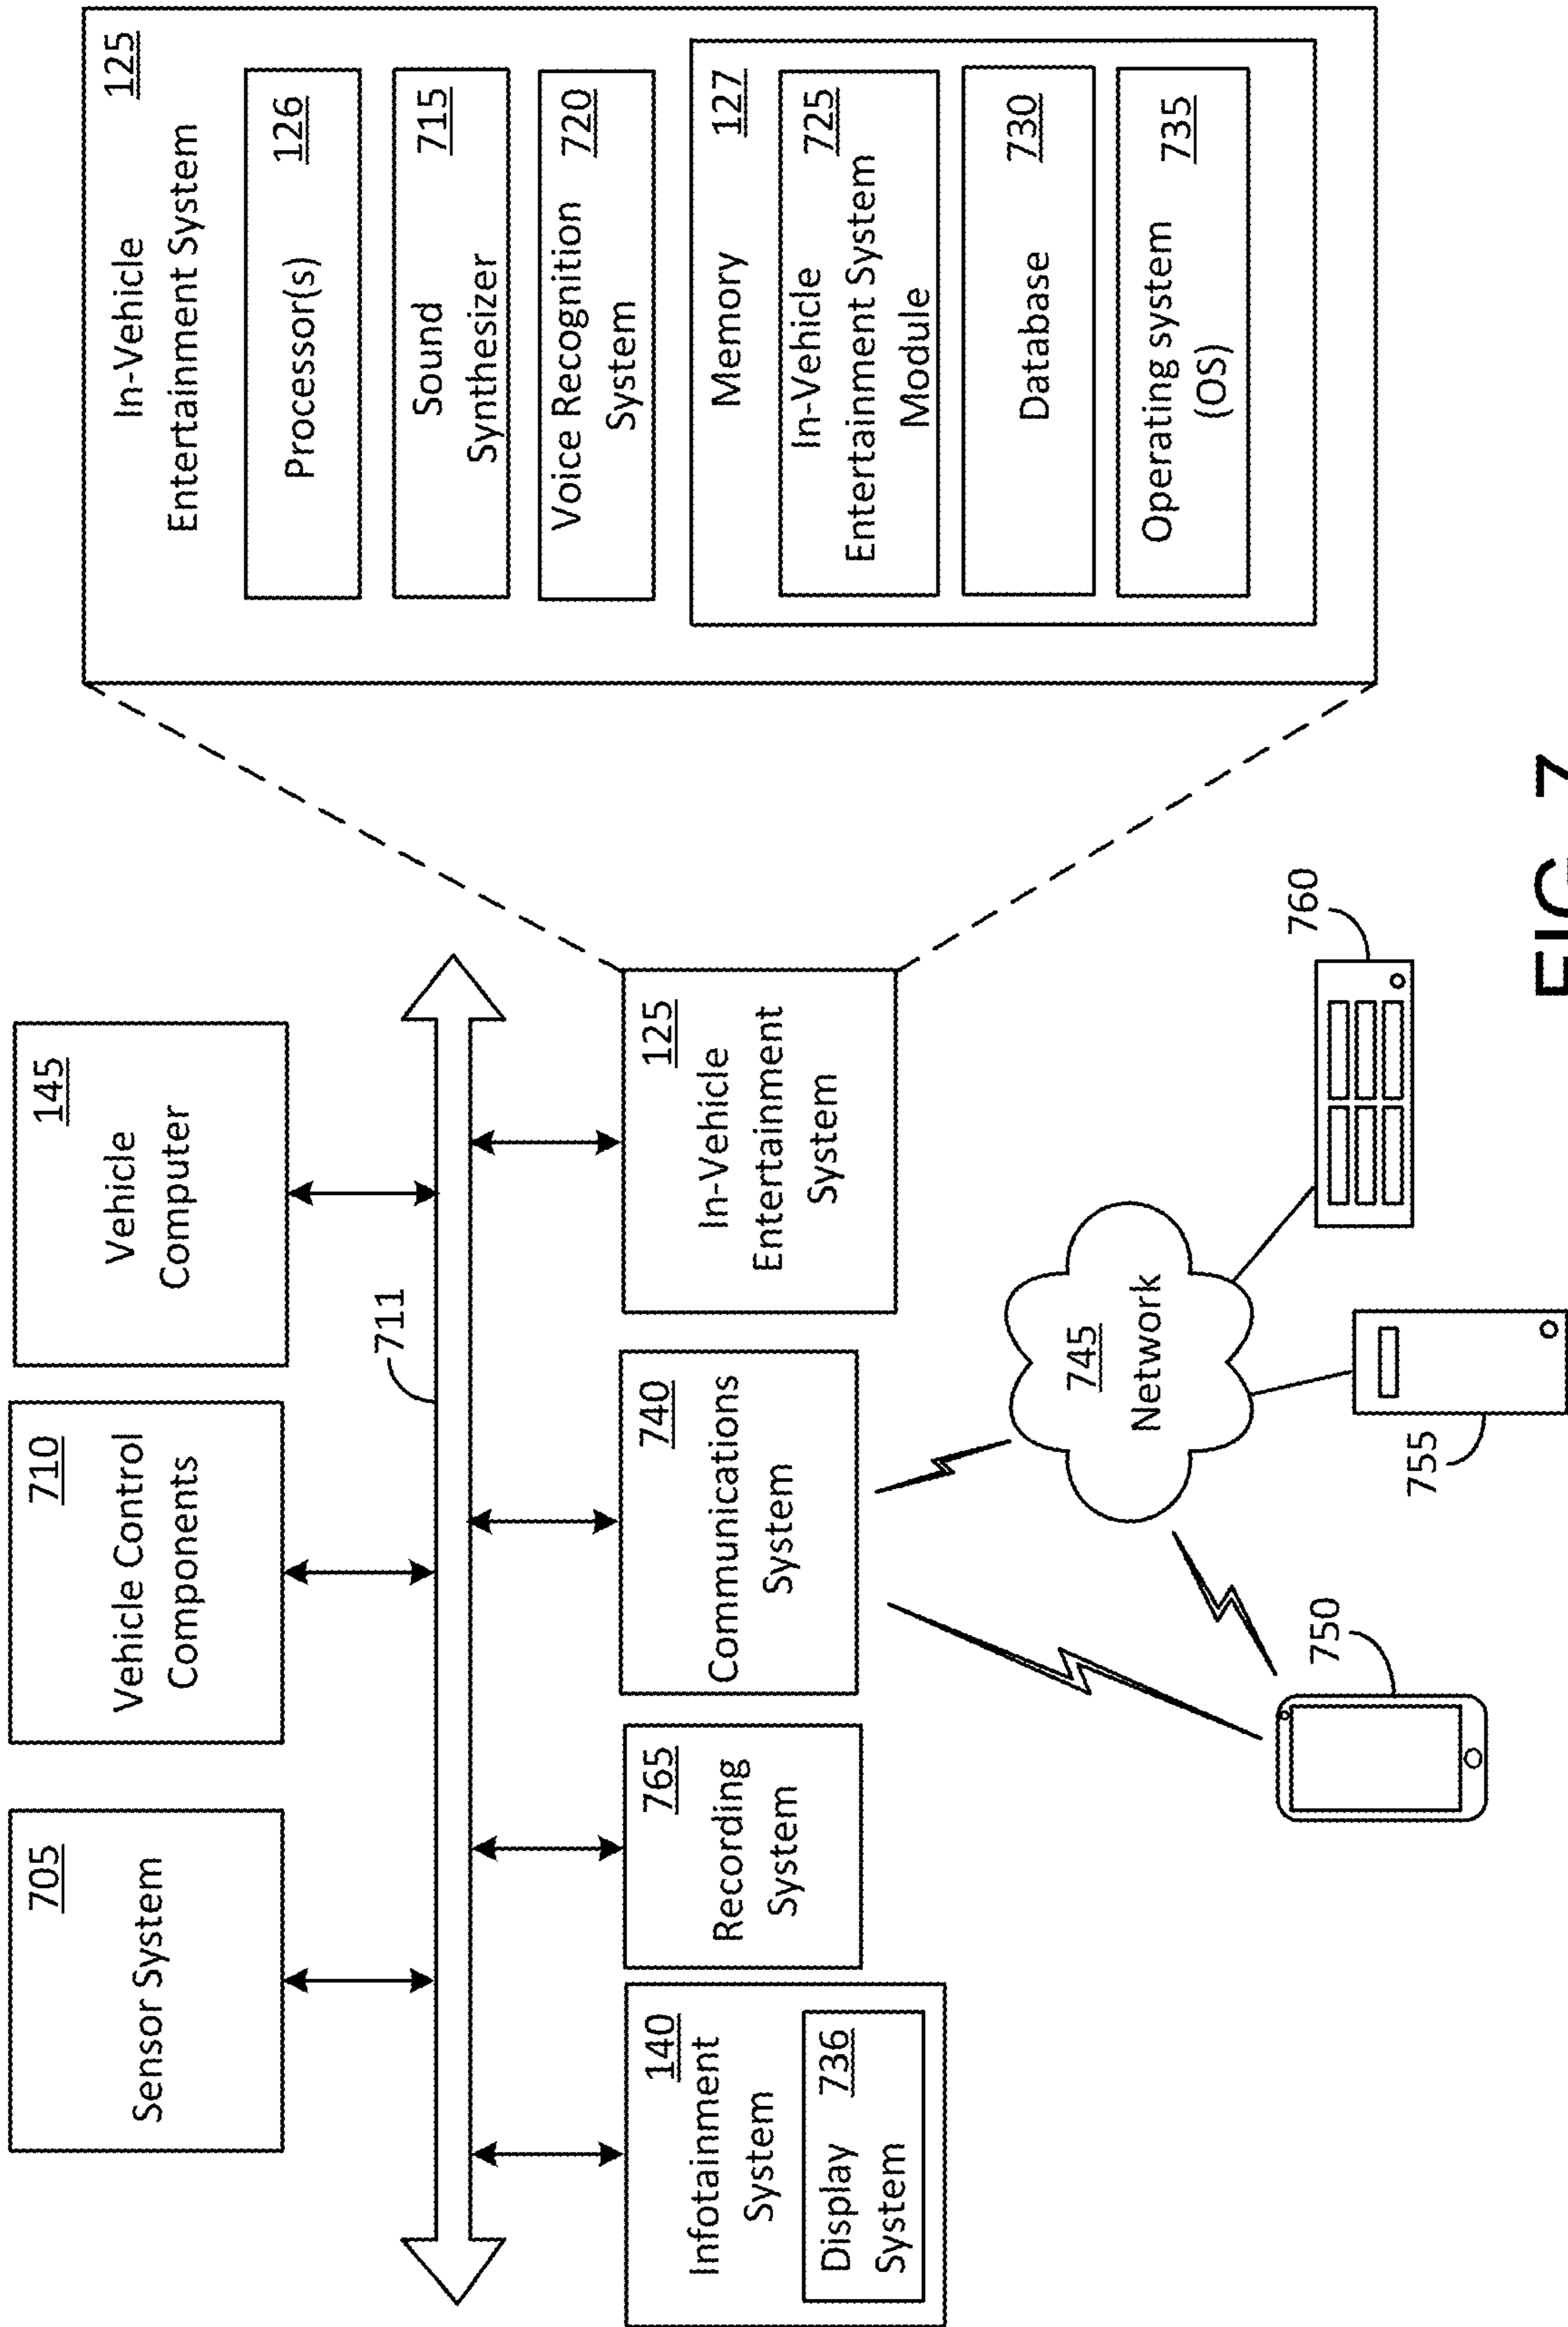 705
Sensor System
710
Vehicle Control
Components
145
Vehicle
Computer
711
140
Infotainment
System
Display 736
System
765
Recording
System
740
Communications
System
125
In-Vehicle
Entertainment
System
745
Network
750
755
760
In-Vehicle 125
Entertainment System
Processor(s) 126
Sound 715
Synthesizer
Voice Recognition 720
System
Memory 127
In-Vehicle 725
Entertainment System
Module
Database 730
Operating system 735
(OS)
FIG. 7